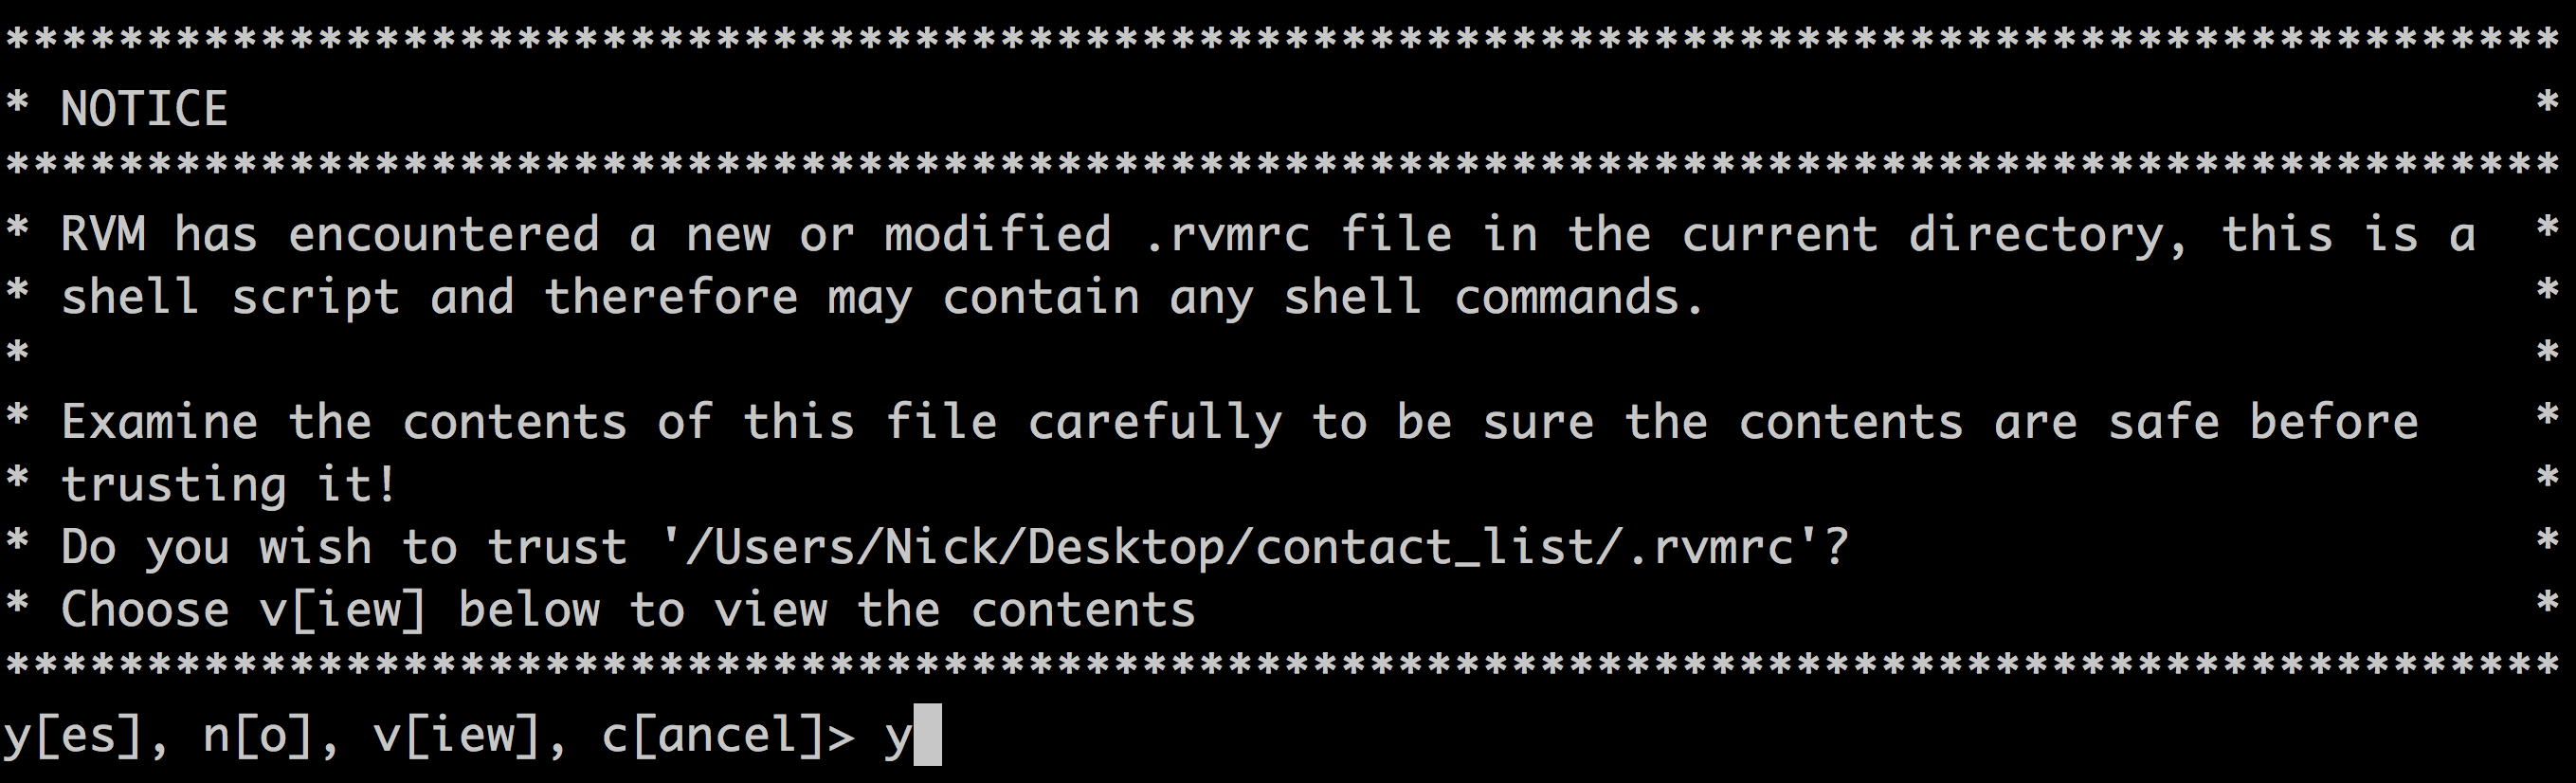 ******************************************************************************************
* NOTICE                                                                                 *
******************************************************************************************
* RVM has encountered a new or modified .rvmrc file in the current directory, this is a  *
* shell script and therefore may contain any shell commands.                             *
*                                                                                        *
* Examine the contents of this file carefully to be sure the contents are safe before    *
* trusting it!                                                                           *
* Do you wish to trust '/Users/Nick/Desktop/contact_list/.rvmrc'?                        *
* Choose v[iew] below to view the contents                                               *
******************************************************************************************
y[es], n[o], v[iew], c[ancel]> y